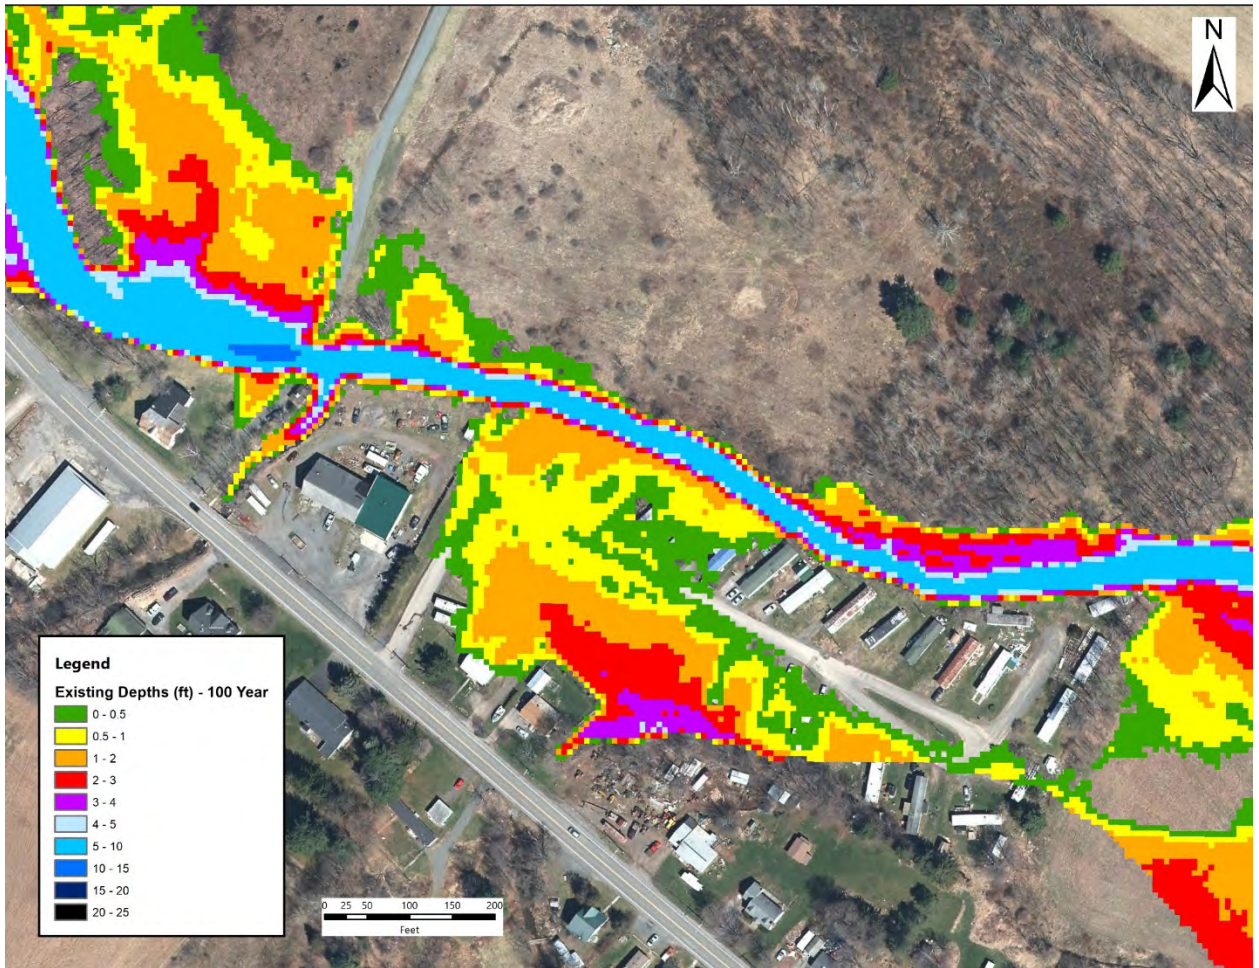 N
Legend
Existing Depths (ft) - 100 Year
0 - 0.5
0.5 - 1
1 - 2
2 - 3
3 - 4
4 - 5
5 - 10
10 - 15
15 - 20
20 - 25
0 25 50 100 150 200
Feet